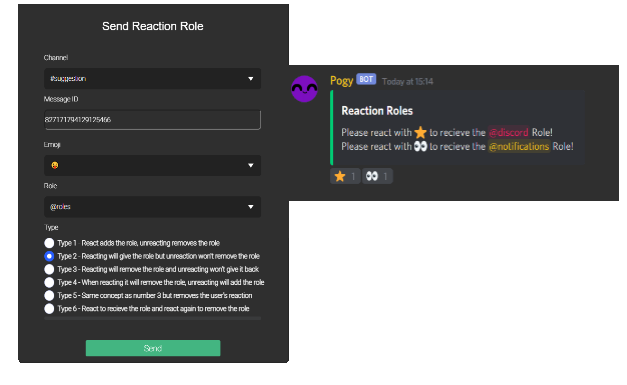 Send Reaction Role
Channel
#suggestion
Message ID
827171794129125466
Emoji
Role
@roles
Type
Type 1 - React adds the role, unreacting removes the role
Type 2 - Reacting will give the role but unreaction won't remove the role
Type 3 - Reacting will remove the role and unreacting won't give it back
Type 4 - When reacting it will remove the role, unreacting will add the role
Type 5 - Same concept as number 3 but removes the user's reaction
Type 6 - React to recieve the role and react again to remove the role
Send
Pogy BOT Today at 15:14
Reaction Roles
Please react with ⭐ to recieve the @discord Role!
Please react with 👀 to recieve the @notifications Role!
⭐ 1 👀 1